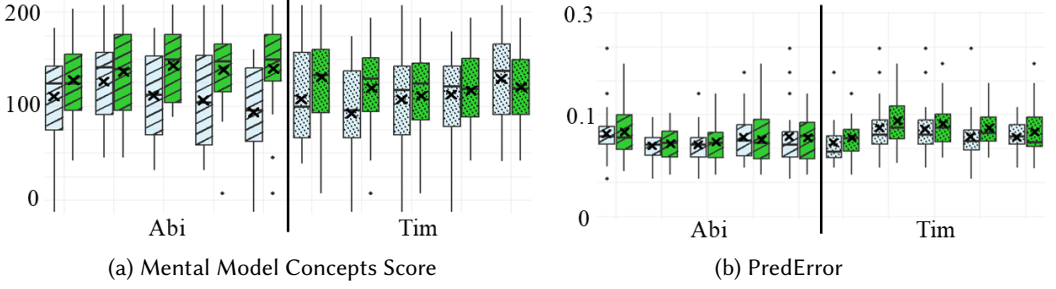 200
100
0
Abi
Tim
(a) Mental Model Concepts Score
0.3
0.1
0
Abi
Tim
(b) PredError